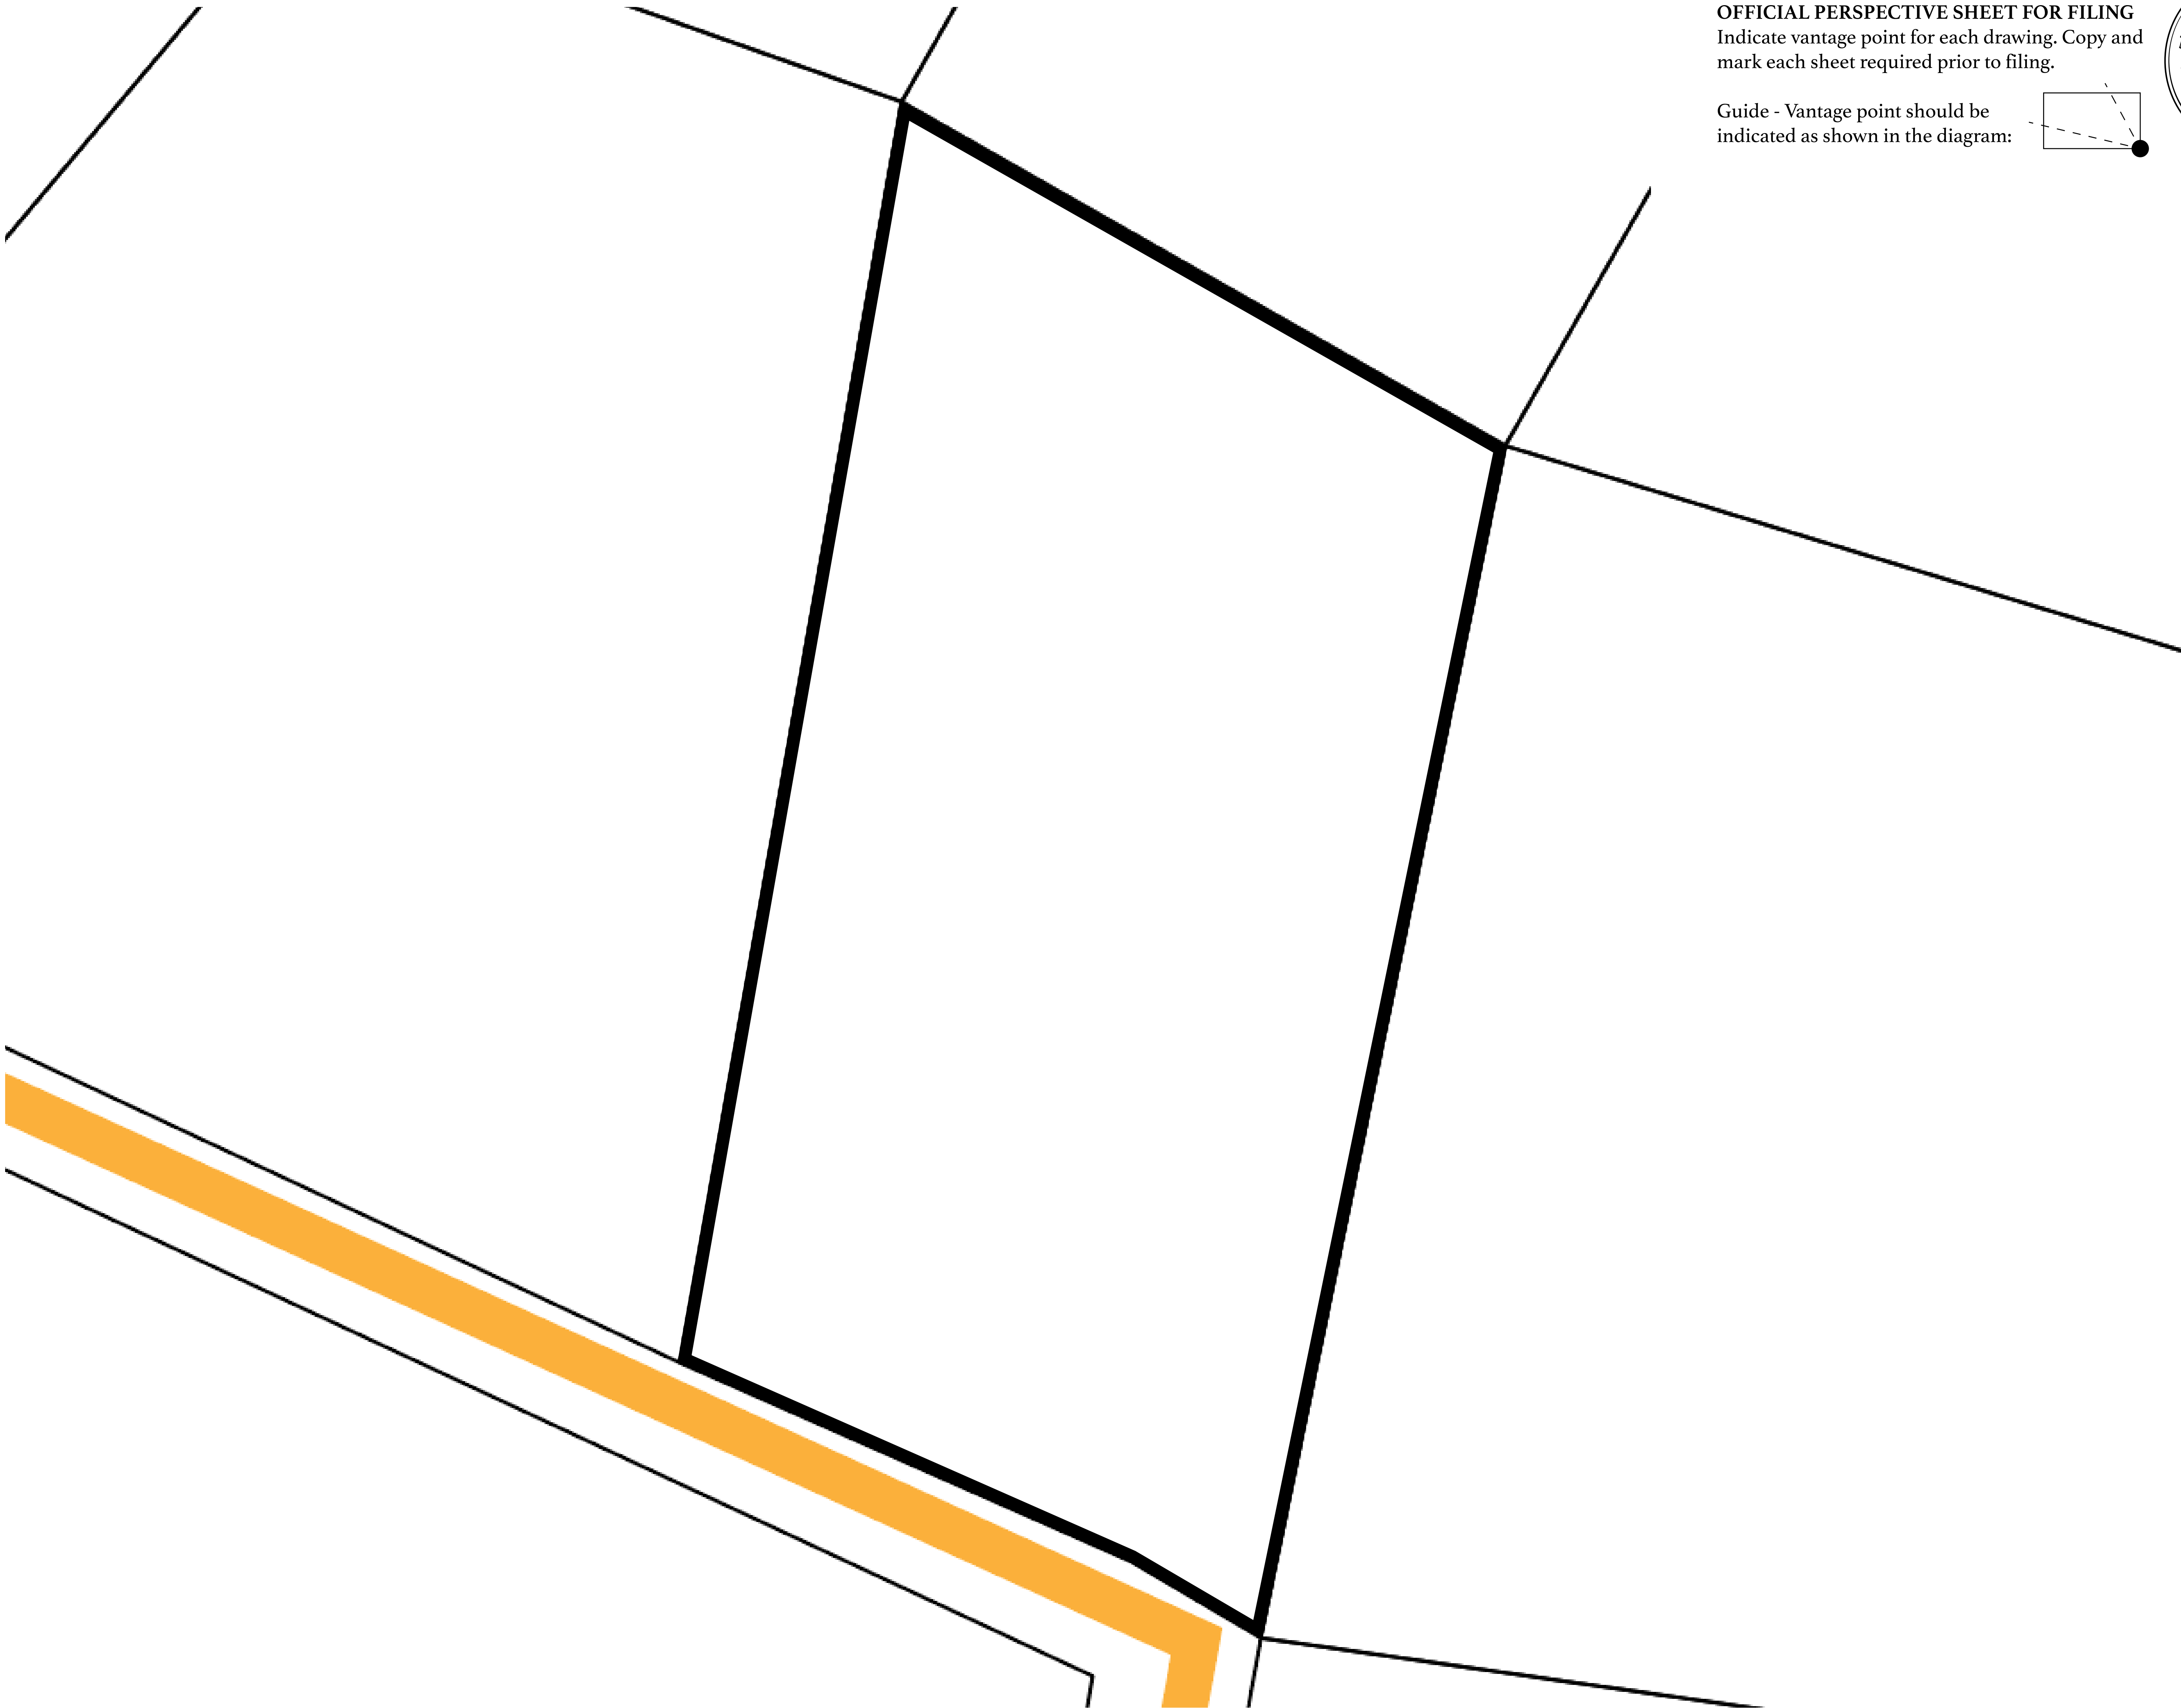 OFFICIAL PERSPECTIVE SHEET FOR FILING
Indicate vantage point for each drawing. Copy and
mark each sheet required prior to filing.
Guide - Vantage point should be
indicated as shown in the diagram: